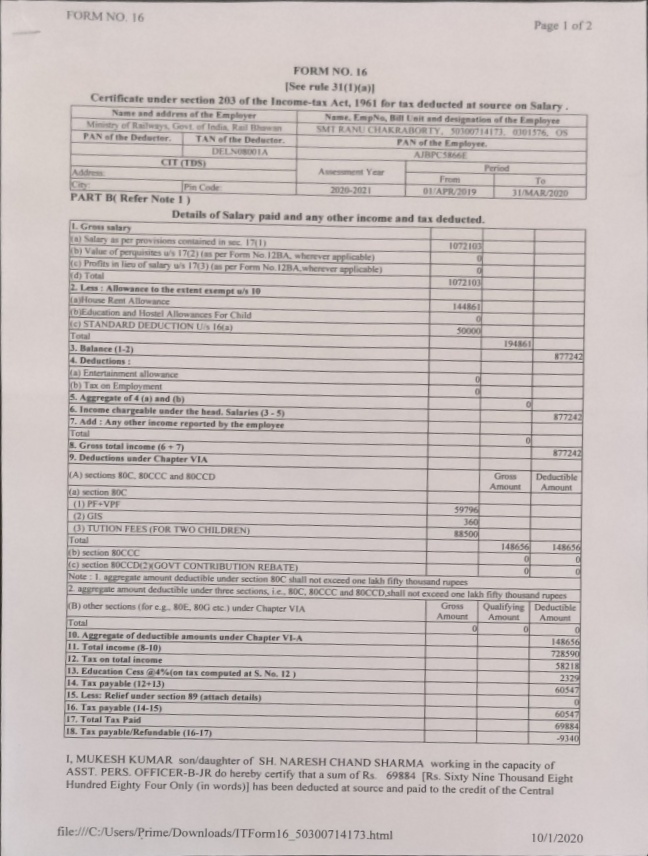 FORM NO. 16
Page 1 of 2
FORM NO. 16
[See rule 31(1)(a)]
Certificate under section 203 of the Income-tax Act, 1961 for tax deducted at source on Salary .
Name and address of the Employer Name, EmpNo, Bill Unit and designation of the Employee
Ministry of Railways, Govt. of India, Rail Bhawan SMT RANU CHAKRABORTY, 50300714173, 0301576, OS
PAN of the Deductor. TAN of the Deductor. PAN of the Employee.
DELN08001A AJBPC5866E
CIT (TDS) Assessment Year Period
Address: From To
City: Pin Code: 2020-2021 01/APR/2019 31/MAR/2020
PART B( Refer Note 1 )
Details of Salary paid and any other income and tax deducted.
1. Gross salary
(a) Salary as per provisions contained in sec. 17(1) 1072103
(b) Value of perquisites u/s 17(2) (as per Form No.12BA, wherever applicable) 0
(c) Profits in lieu of salary u/s 17(3) (as per Form No.12BA,wherever applicable) 0
(d) Total 1072103
2. Less : Allowance to the extent exempt u/s 10
(a)House Rent Allowance 144861
(b)Education and Hostel Allowances For Child 0
(c) STANDARD DEDUCTION U/s 16(a) 50000
Total 194861
3. Balance (1-2) 877242
4. Deductions :
(a) Entertainment allowance 0
(b) Tax on Employment 0
5. Aggregate of 4 (a) and (b) 0
6. Income chargeable under the head. Salaries (3 - 5) 877242
7. Add : Any other income reported by the employee
Total 0
8. Gross total income (6 + 7) 877242
9. Deductions under Chapter VIA
(A) sections 80C, 80CCC and 80CCD Gross Amount Deductible Amount
(a) section 80C
(1) PF+VPF 59796
(2) GIS 360
(3) TUTION FEES (FOR TWO CHILDREN) 88500
Total 148656 148656
(b) section 80CCC 0 0
(c) section 80CCD(2)(GOVT CONTRIBUTION REBATE) 0 0
Note : 1. aggregate amount deductible under section 80C shall not exceed one lakh fifty thousand rupees
2. aggregate amount deductible under three sections, i.e., 80C, 80CCC and 80CCD,shall not exceed one lakh fifty thousand rupees
(B) other sections (for e.g., 80E, 80G etc.) under Chapter VIA Gross Amount Qualifying Amount Deductible Amount
Total 0 0 0
10. Aggregate of deductible amounts under Chapter VI-A 148656
11. Total income (8-10) 728590
12. Tax on total income 58218
13. Education Cess @4%(on tax computed at S. No. 12 ) 2329
14. Tax payable (12+13) 60547
15. Less: Relief under section 89 (attach details) 0
16. Tax payable (14-15) 60547
17. Total Tax Paid 69884
18. Tax payable/Refundable (16-17) -9340
I, MUKESH KUMAR son/daughter of SH. NARESH CHAND SHARMA working in the capacity of
ASST. PERS. OFFICER-B-JR do hereby certify that a sum of Rs. 69884 [Rs. Sixty Nine Thousand Eight
Hundred Eighty Four Only (in words)] has been deducted at source and paid to the credit of the Central
file:///C:/Users/Prime/Downloads/ITForm16_50300714173.html
10/1/2020